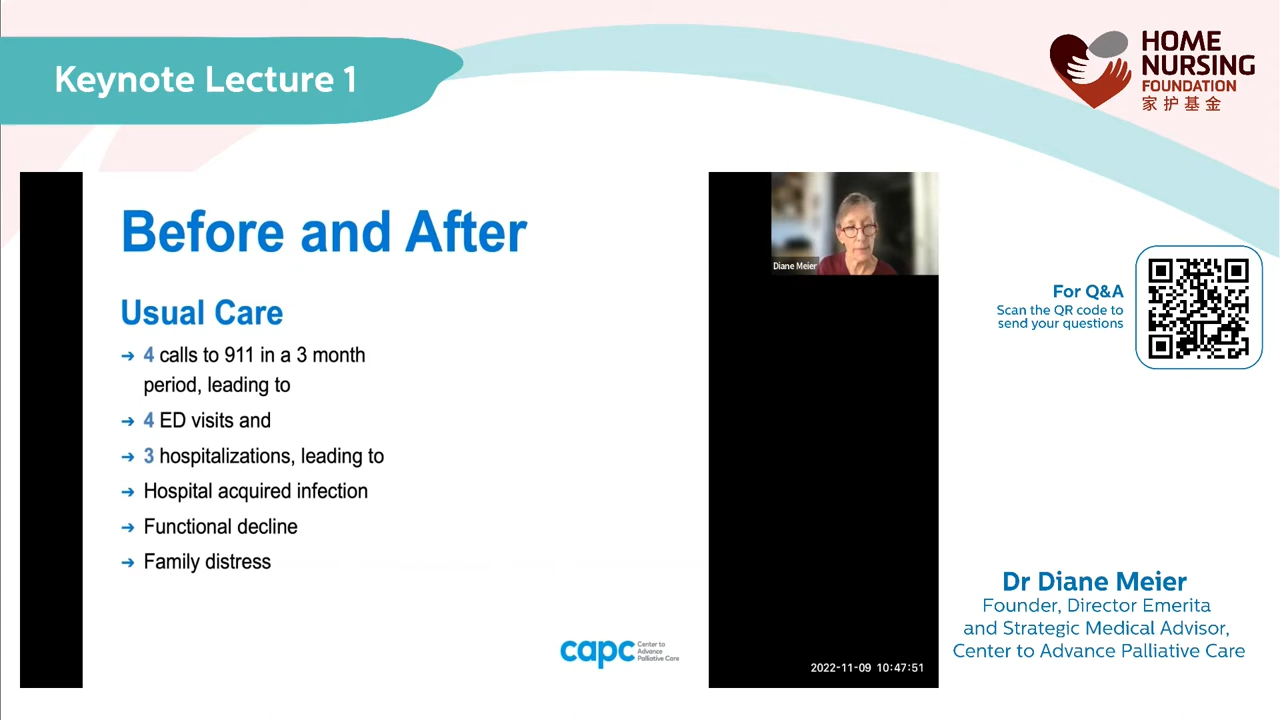 Keynote Lecture 1
HOME
NURSING
FOUNDATION
家护基金
Before and After
Usual Care
→ 4 calls to 911 in a 3 month
period, leading to
→ 4 ED visits and
→ 3 hospitalizations, leading to
→ Hospital acquired infection
→ Functional decline
→ Family distress
capc Center to
Advance
Palliative Care
Diane Meier
2022-11-09 10:47:51
For Q&A
Scan the QR code to
send your questions
Dr Diane Meier
Founder, Director Emerita
and Strategic Medical Advisor,
Center to Advance Palliative Care